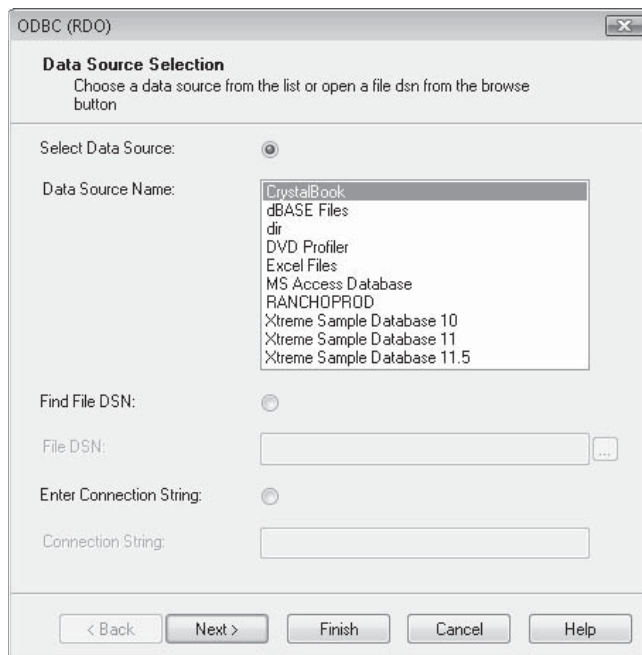 ODBC (RDO)
Data Source Selection
Choose a data source from the list or open a file dsn from the browse
button
Select Data Source:
Data Source Name:
CrystalBook
dBASE Files
dir
DVD Profiler
Excel Files
MS Access Database
RANCHOPROD
Xtreme Sample Database 10
Xtreme Sample Database 11
Xtreme Sample Database 11.5
Find File DSN:
File DSN:
...
Enter Connection String:
Connection String:
< Back
Next >
Finish
Cancel
Help